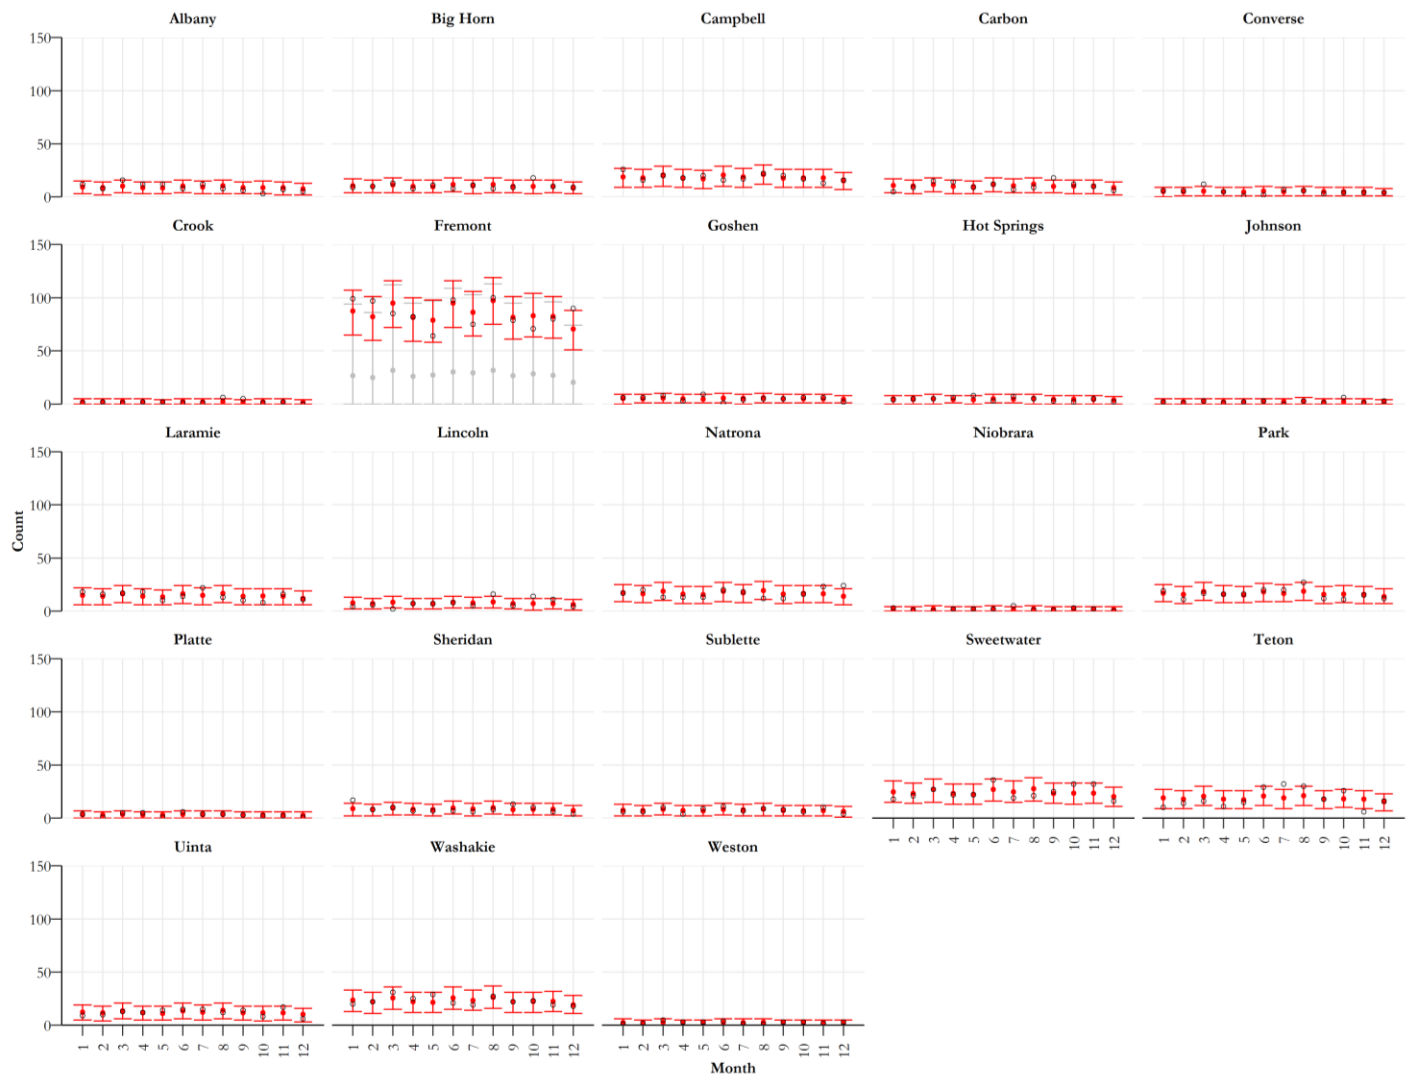 Albany Big Horn Campbell Carbon Converse
150
100
50
0
Crook Fremont Goshen Hot Springs Johnson
150
100
50
0
Laramie Lincoln Natrona Niobrara Park
150
100
50
0
Count
Platte Sheridan Sublette Sweetwater Teton
150
100
50
0
1 2 3 4 5 6 7 8 9 10 11 12 1 2 3 4 5 6 7 8 9 10 11 12
Uinta Washakie Weston
150
100
50
0
1 2 3 4 5 6 7 8 9 10 11 12 1 2 3 4 5 6 7 8 9 10 11 12 1 2 3 4 5 6 7 8 9 10 11 12
Month